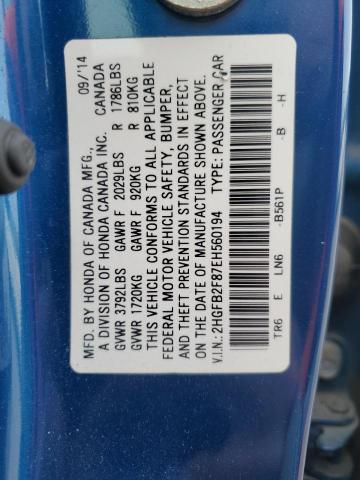 MFD. BY HONDA OF CANADA MFG., 09/'14
A DIVISION OF HONDA CANADA INC. CANADA
GVWR 3792LBS GAWR F 2029LBS R 1786LBS
GVWR 1720KG GAWR F 920KG R 810KG
THIS VEHICLE CONFORMS TO ALL APPLICABLE
FEDERAL MOTOR VEHICLE SAFETY, BUMPER,
AND THEFT PREVENTION STANDARDS IN EFFECT
ON THE DATE OF MANUFACTURE SHOWN ABOVE.
V.I.N.: 2HGFB2F87EH560194 TYPE: PASSENGER CAR
TR6 E LN6 -B561P -B -H